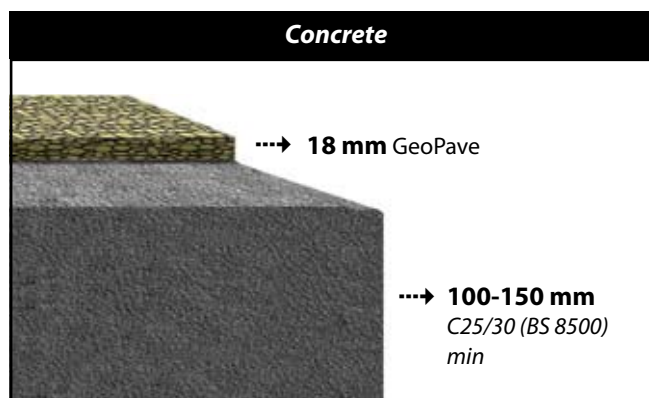 Concrete
18 mm GeoPave
100-150 mm
C25/30 (BS 8500)
min